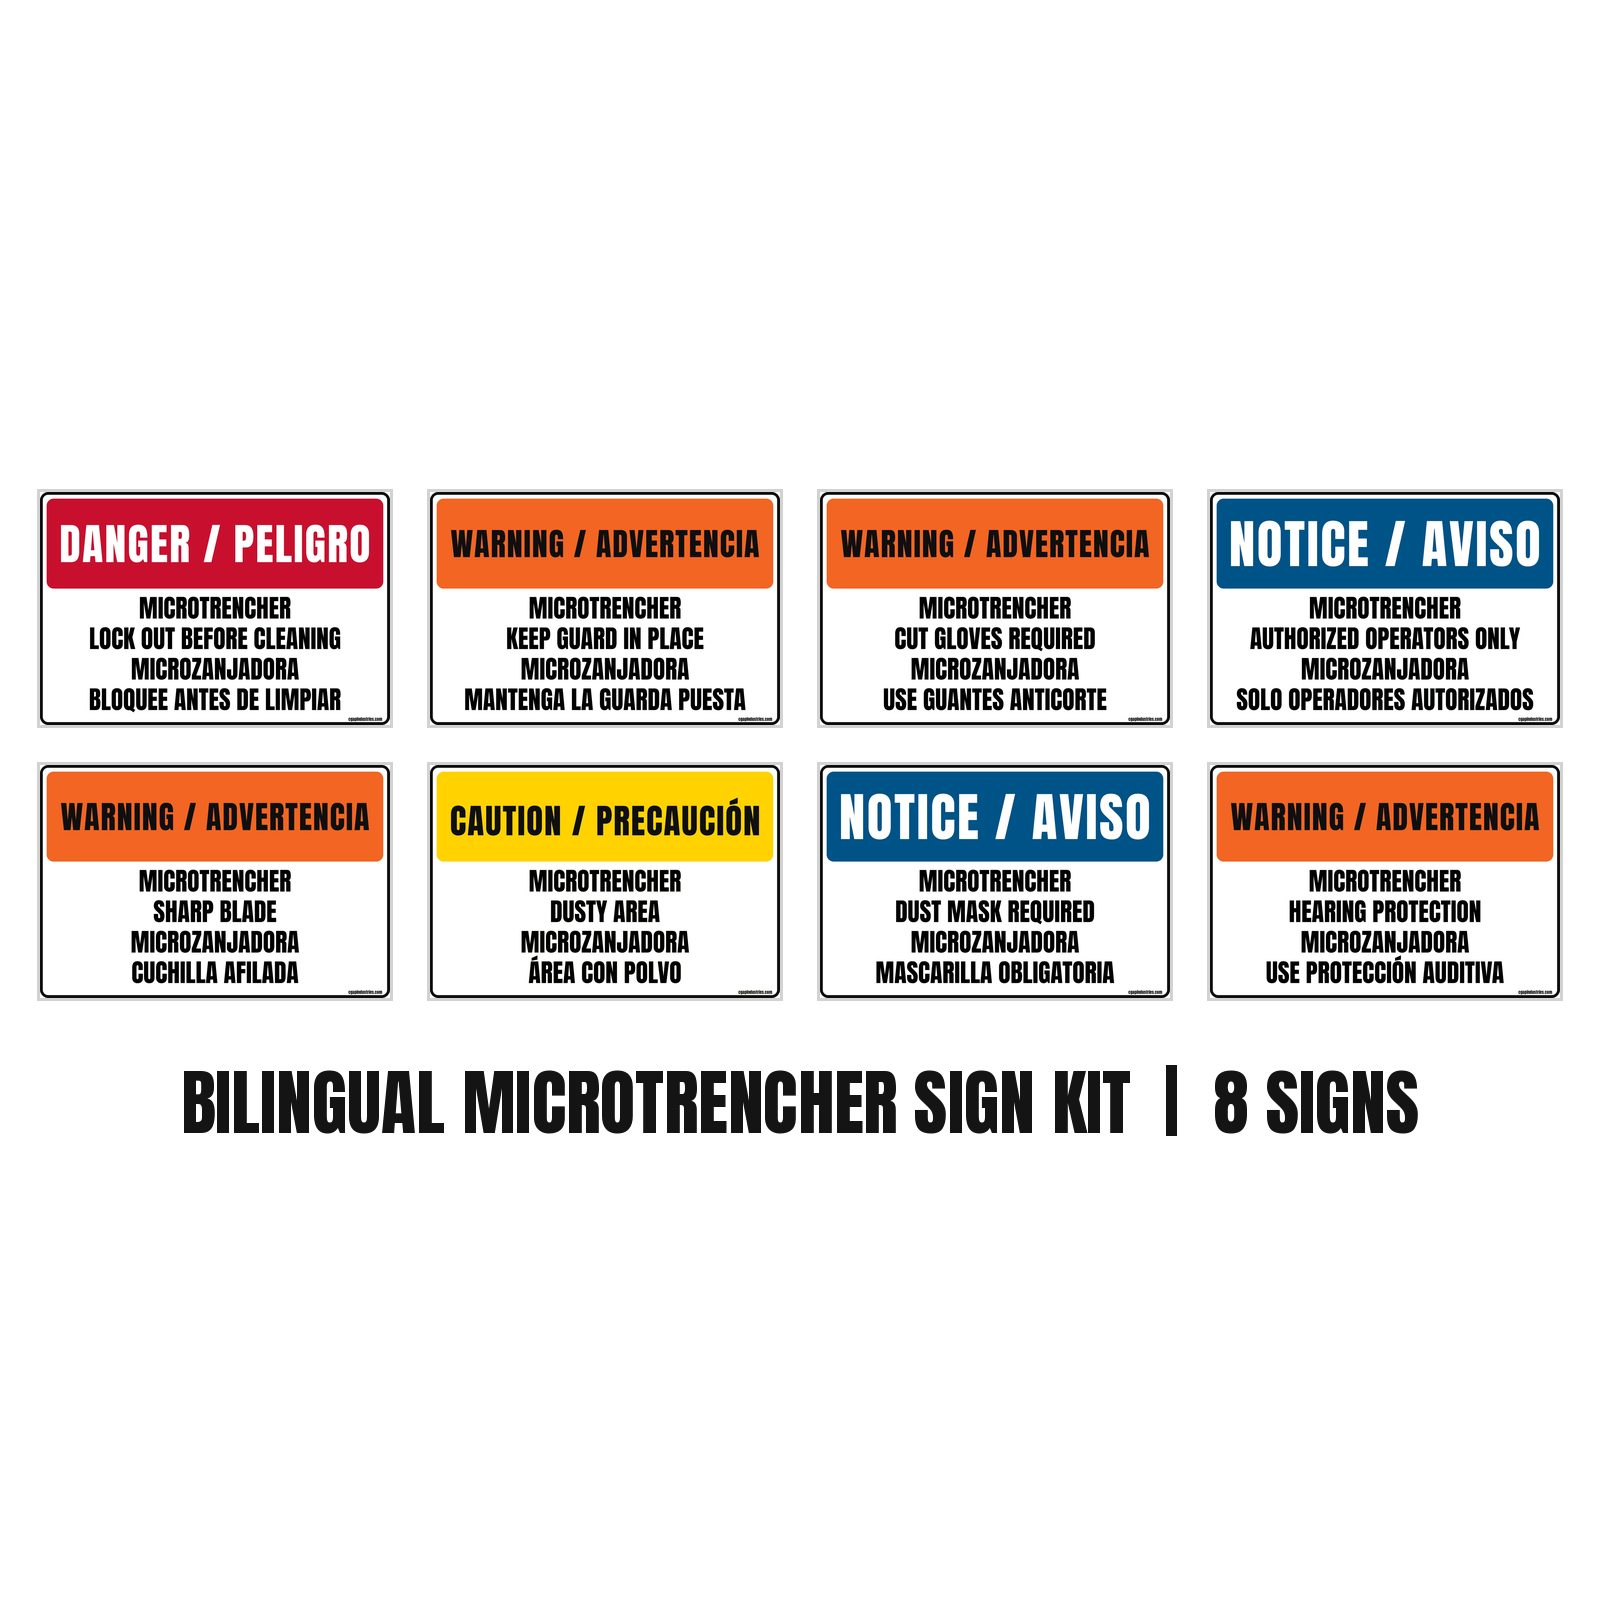 DANGER / PELIGRO
MICROTRENCHER
LOCK OUT BEFORE CLEANING
MICROZANJADORA
BLOQUEE ANTES DE LIMPIAR
WARNING / ADVERTENCIA
MICROTRENCHER
KEEP GUARD IN PLACE
MICROZANJADORA
MANTENGA LA GUARDA PUESTA
WARNING / ADVERTENCIA
MICROTRENCHER
CUT GLOVES REQUIRED
MICROZANJADORA
USE GUANTES ANTICORTE
NOTICE / AVISO
MICROTRENCHER
AUTHORIZED OPERATORS ONLY
MICROZANJADORA
SOLO OPERADORES AUTORIZADOS
WARNING / ADVERTENCIA
MICROTRENCHER
SHARP BLADE
MICROZANJADORA
CUCHILLA AFILADA
CAUTION / PRECAUCIÓN
MICROTRENCHER
DUSTY AREA
MICROZANJADORA
ÁREA CON POLVO
NOTICE / AVISO
MICROTRENCHER
DUST MASK REQUIRED
MICROZANJADORA
MASCARILLA OBLIGATORIA
WARNING / ADVERTENCIA
MICROTRENCHER
HEARING PROTECTION
MICROZANJADORA
USE PROTECCIÓN AUDITIVA
BILINGUAL MICROTRENCHER SIGN KIT | 8 SIGNS